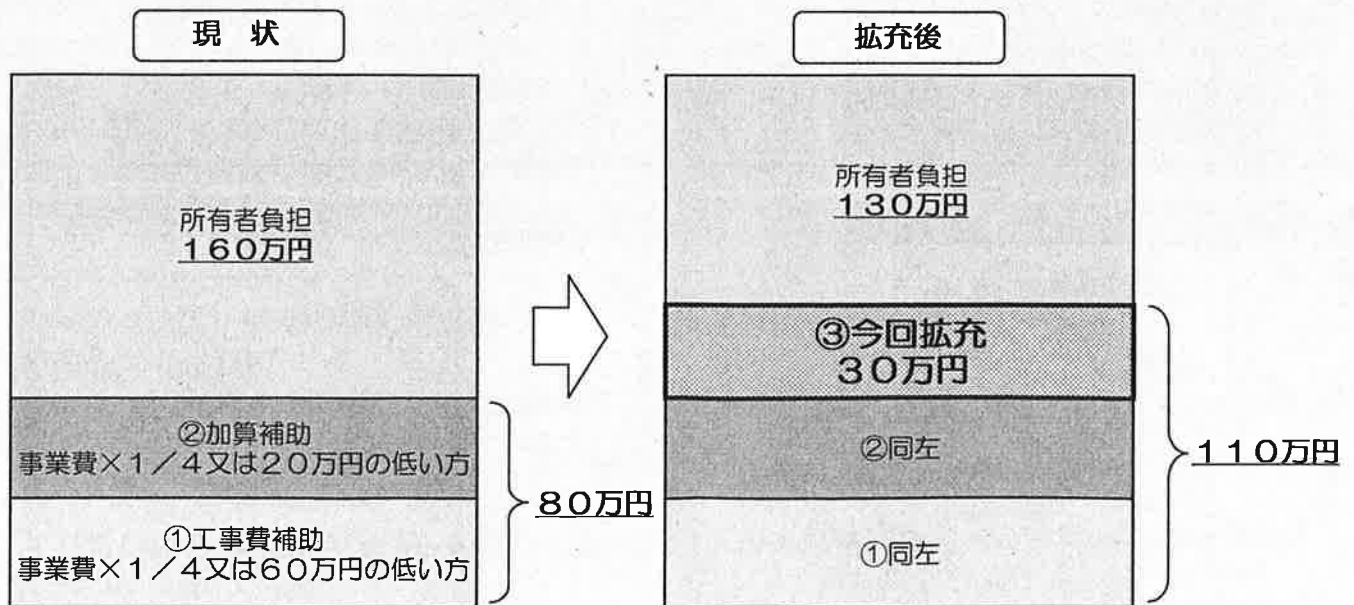 現　状
所有者負担
１６０万円
②加算補助
事業費×１／４又は２０万円の低い方
①工事費補助
事業費×１／４又は６０万円の低い方
８０万円
拡充後
所有者負担
１３０万円
③今回拡充
３０万円
②同左
①同左
１１０万円